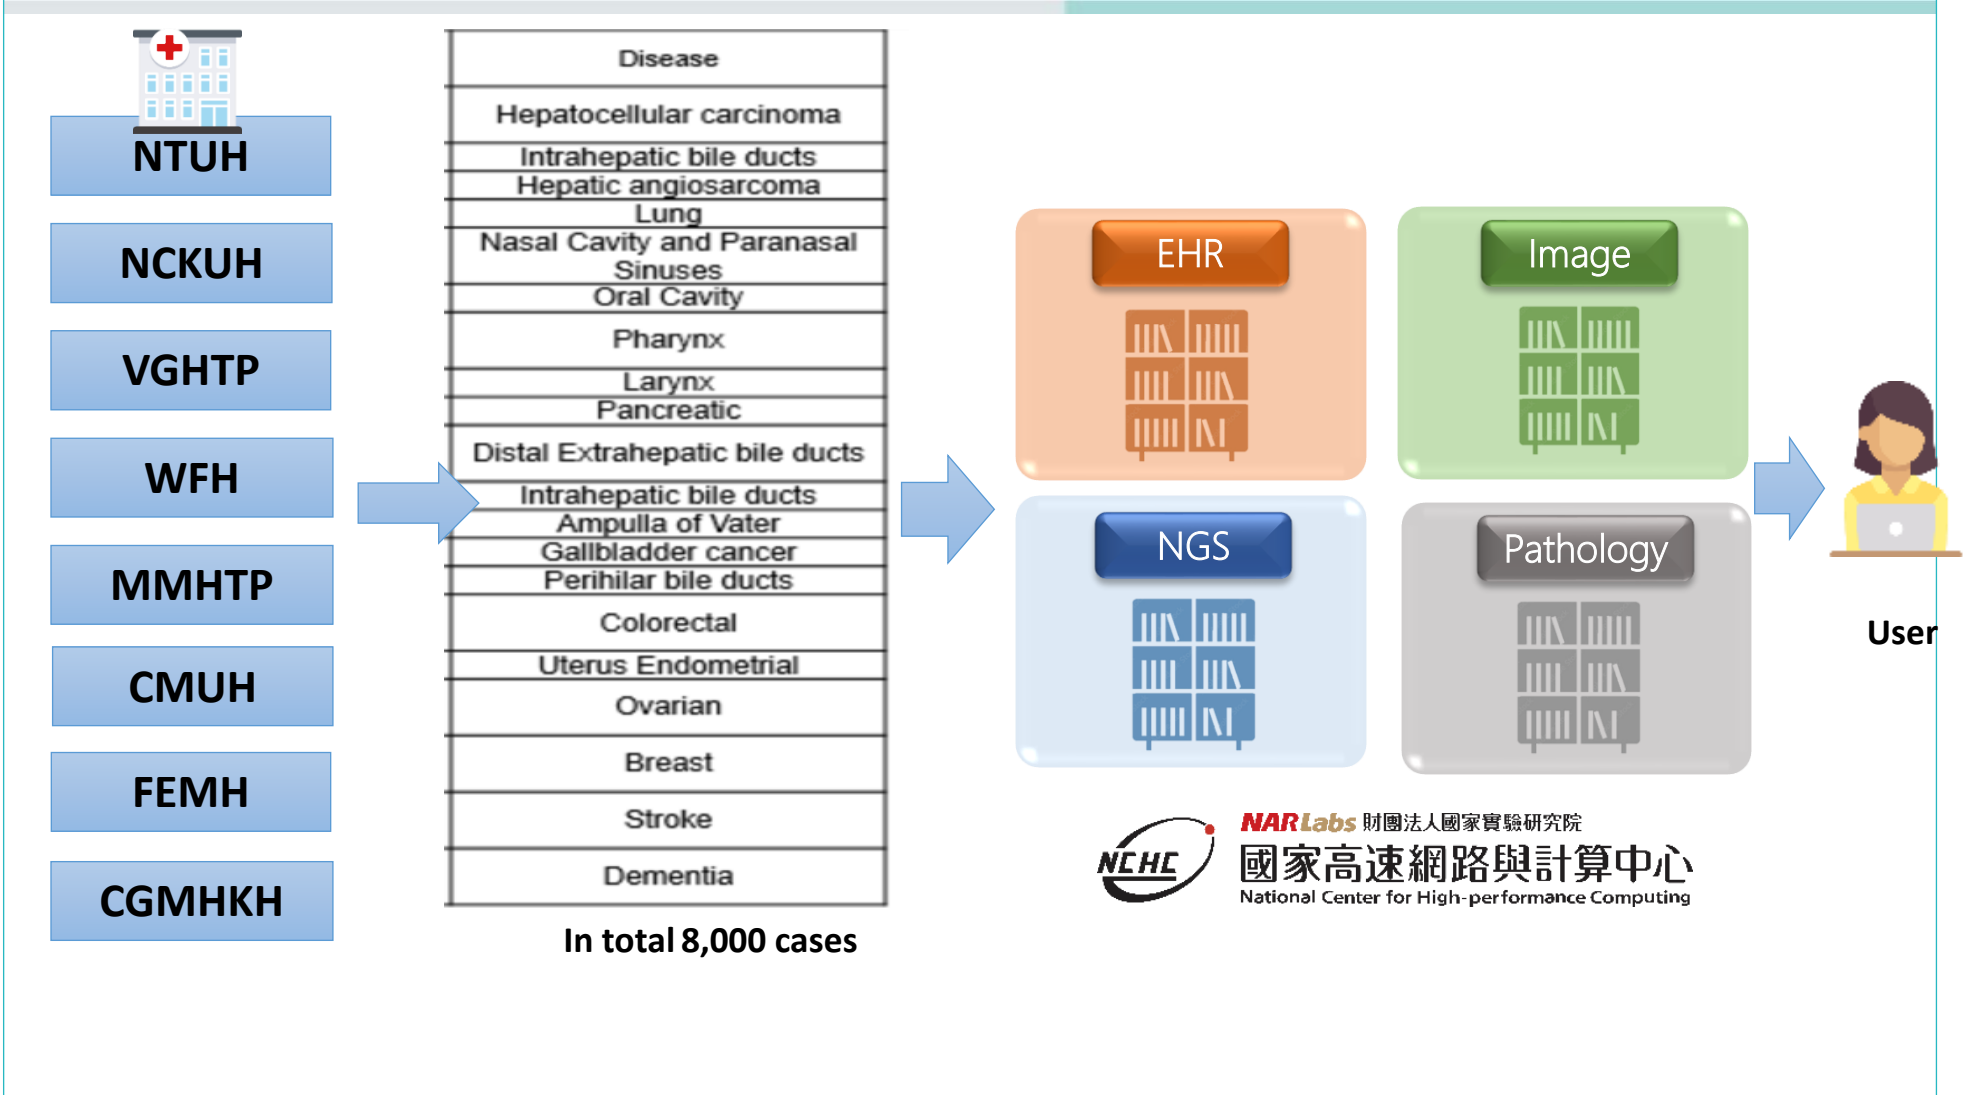 NTUH
NCKUH
VGHTP
WFH
MMHTP
CMUH
FEMH
CGMHKH
Disease
Hepatocellular carcinoma
Intrahepatic bile ducts
Hepatic angiosarcoma
Lung
Nasal Cavity and Paranasal
Sinuses
Oral Cavity
Pharynx
Larynx
Pancreatic
Distal Extrahepatic bile ducts
Intrahepatic bile ducts
Ampulla of Vater
Gallbladder cancer
Perihilar bile ducts
Colorectal
Uterus Endometrial
Ovarian
Breast
Stroke
Dementia
In total 8,000 cases
EHR
Image
NGS
Pathology
NCHC
NARLabs 財團法人國家實驗研究院
國家高速網路與計算中心
National Center for High-performance Computing
User